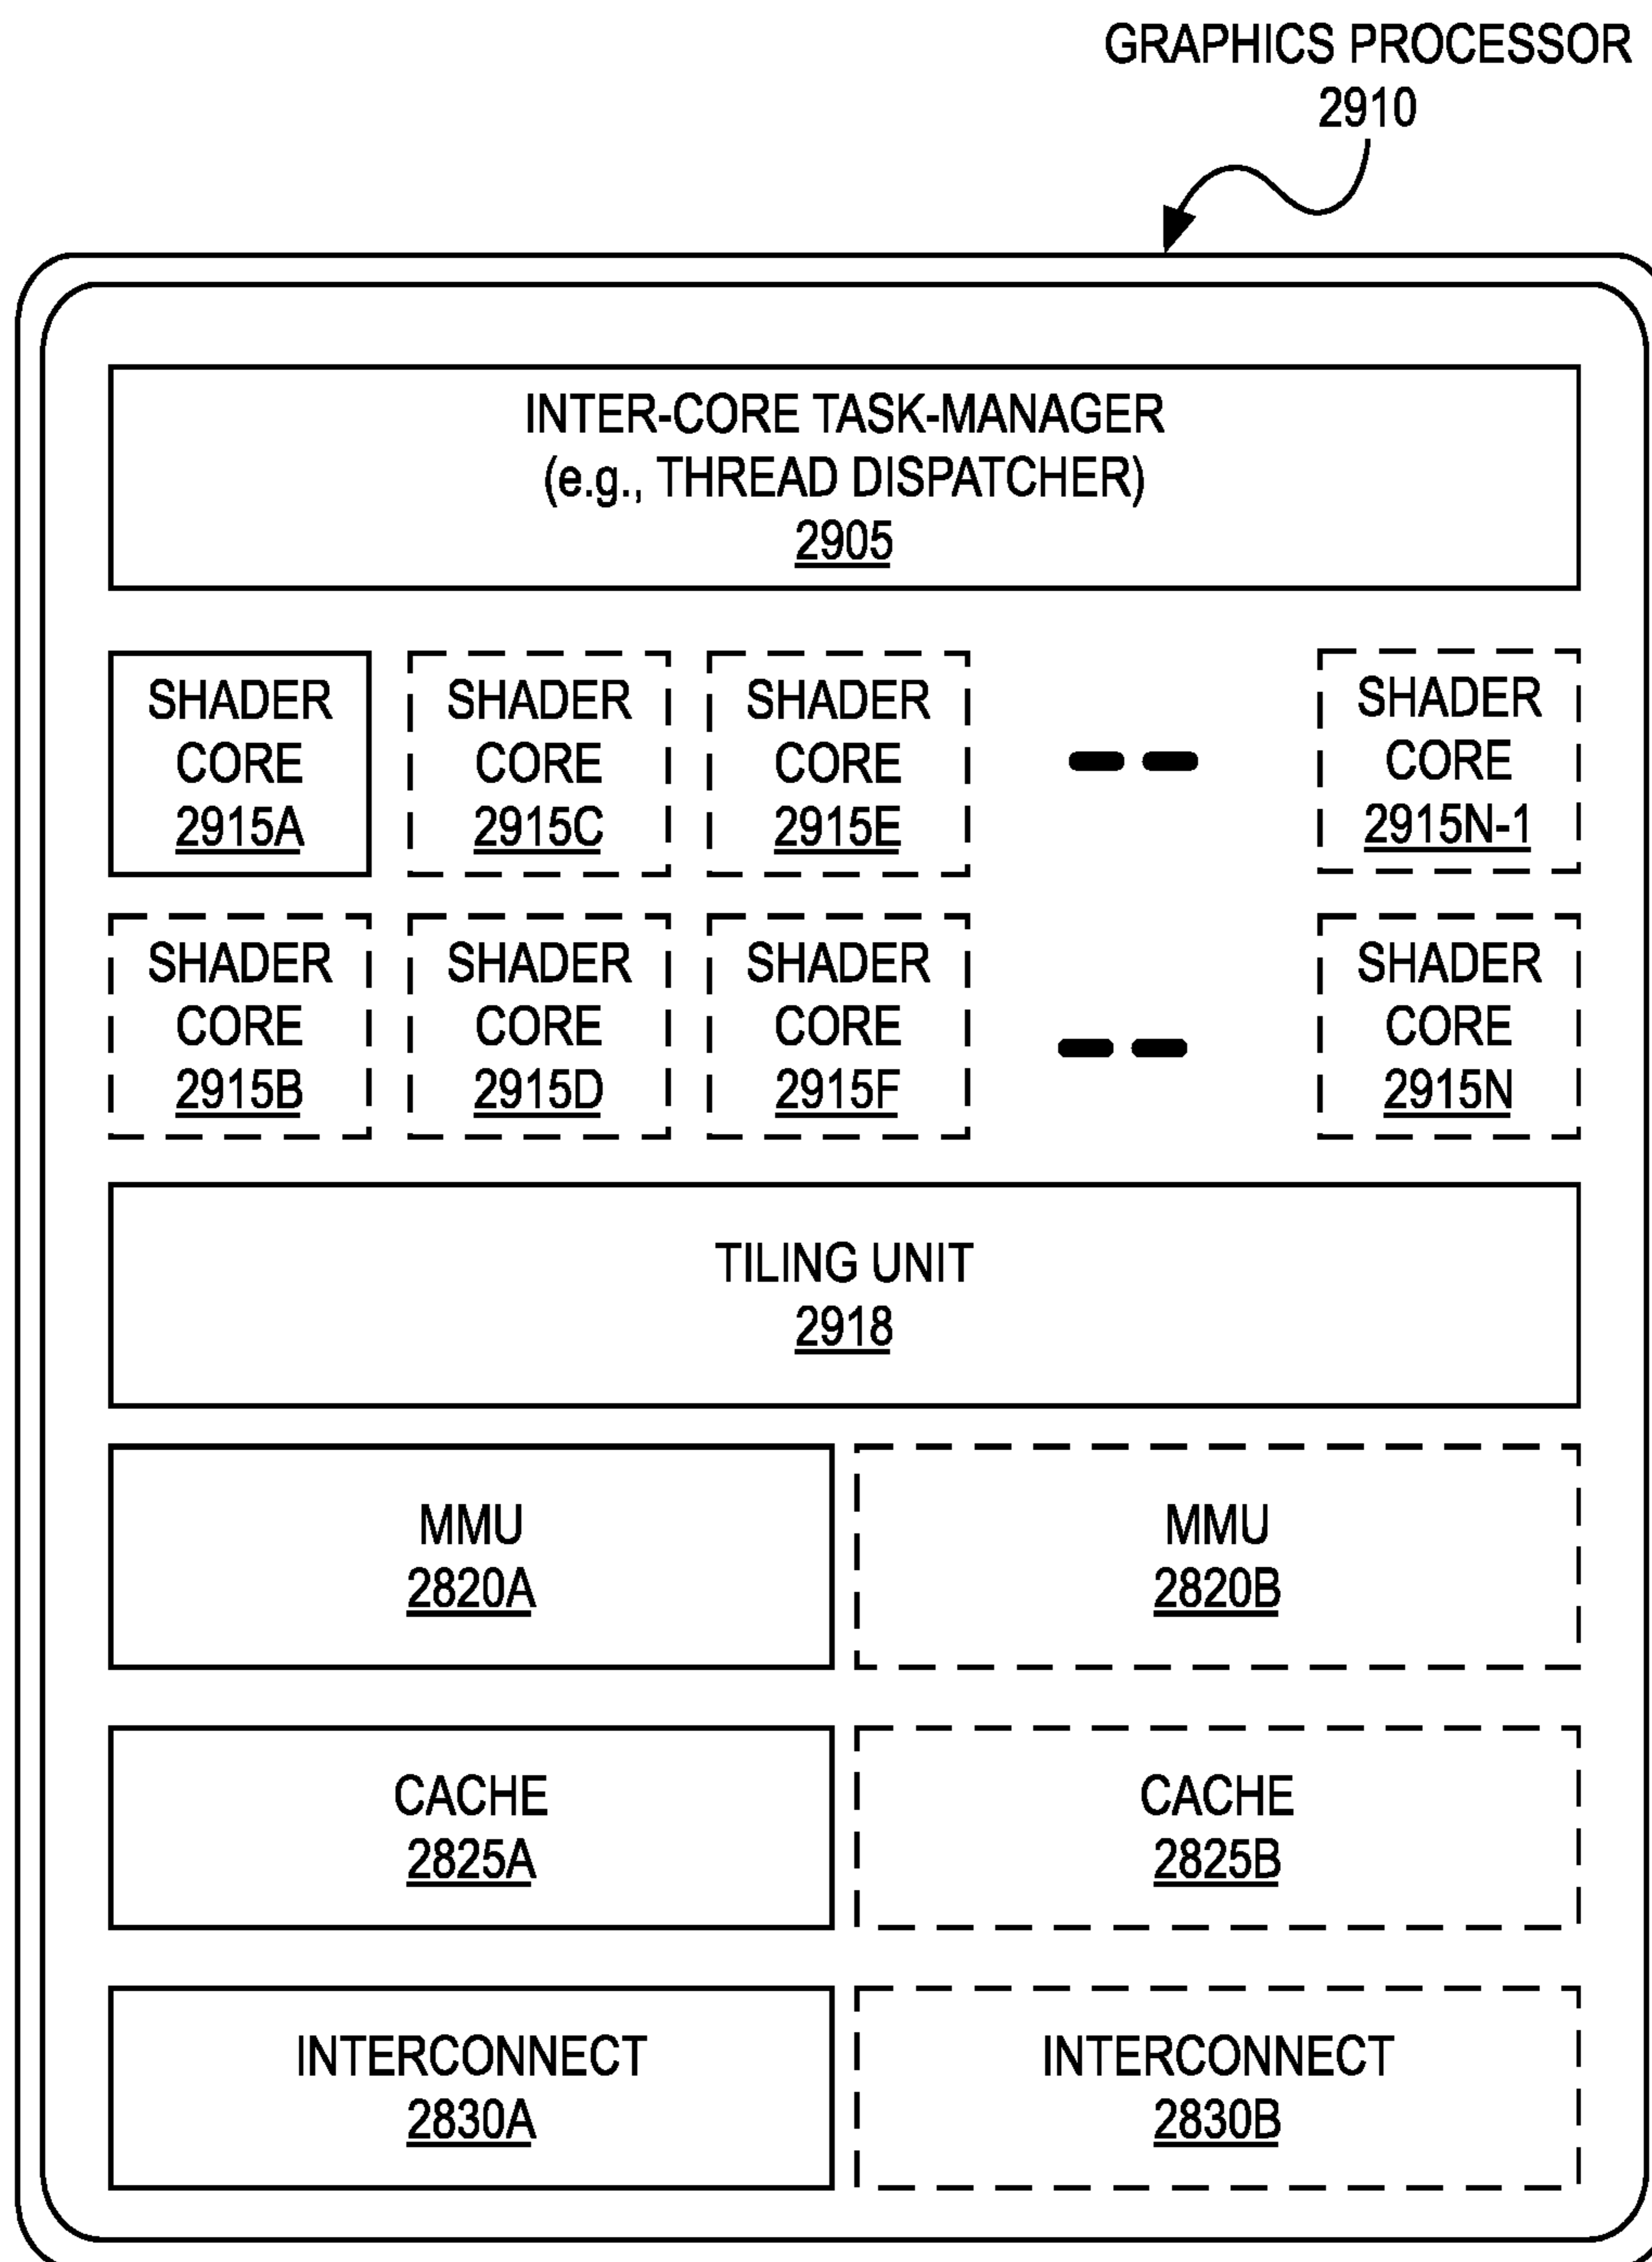 GRAPHICS PROCESSOR
2910
INTER-CORE TASK-MANAGER
(e.g., THREAD DISPATCHER)
2905
SHADER
CORE
2915A
SHADER
CORE
2915C
SHADER
CORE
2915E
SHADER
CORE
2915N-1
SHADER
CORE
2915B
SHADER
CORE
2915D
SHADER
CORE
2915F
SHADER
CORE
2915N
TILING UNIT
2918
MMU
2820A
MMU
2820B
CACHE
2825A
CACHE
2825B
INTERCONNECT
2830A
INTERCONNECT
2830B